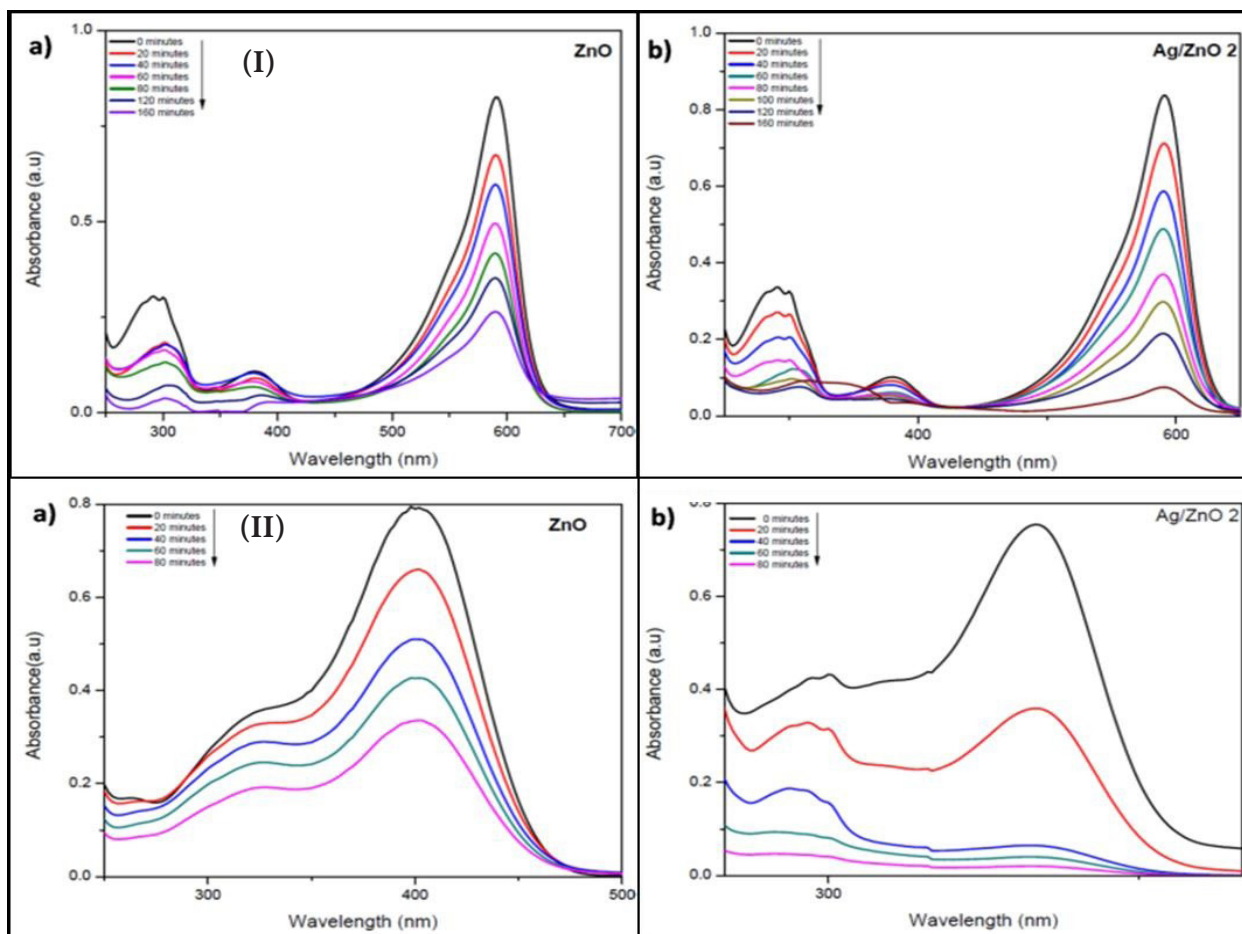 a)
(I)
ZnO
0 minutes
20 minutes
40 minutes
60 minutes
80 minutes
120 minutes
160 minutes
1.0
0.5
0.0
Absorbance (a.u)
300
400
500
600
700
Wavelength (nm)
b)
Ag/ZnO 2
0 minutes
20 minutes
40 minutes
60 minutes
80 minutes
100 minutes
120 minutes
160 minutes
1.0
0.8
0.6
0.4
0.2
0.0
Absorbance (a.u)
400
600
Wavelength (nm)
a)
(II)
ZnO
0 minutes
20 minutes
40 minutes
60 minutes
80 minutes
0.8
0.6
0.4
0.2
0.0
Absorbance(a.u)
300
400
500
Wavelength (nm)
b)
Ag/ZnO 2
0 minutes
20 minutes
40 minutes
60 minutes
80 minutes
0.8
0.6
0.4
0.2
0.0
Absorbance (a.u)
300
Wavelength (nm)